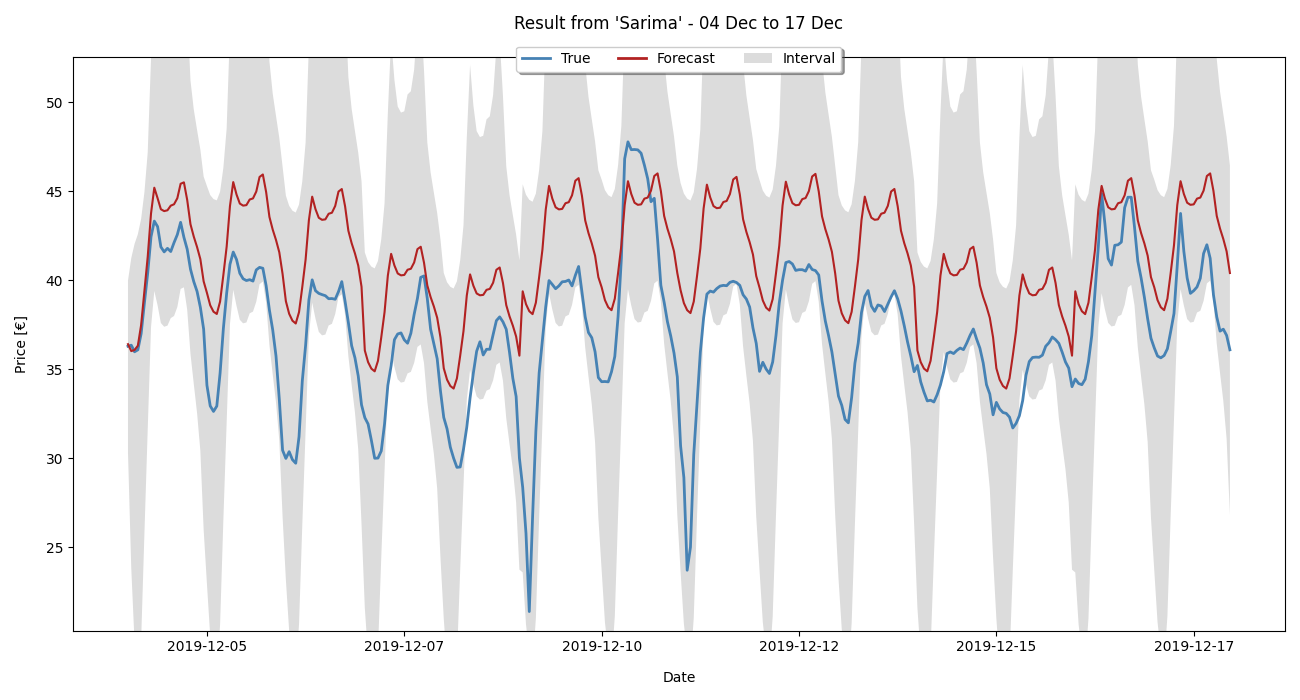 Result from 'Sarima' - 04 Dec to 17 Dec
True Forecast Interval
50
45
40
35
30
25
Price [€]
2019-12-05 2019-12-07 2019-12-10 2019-12-12 2019-12-15 2019-12-17
Date